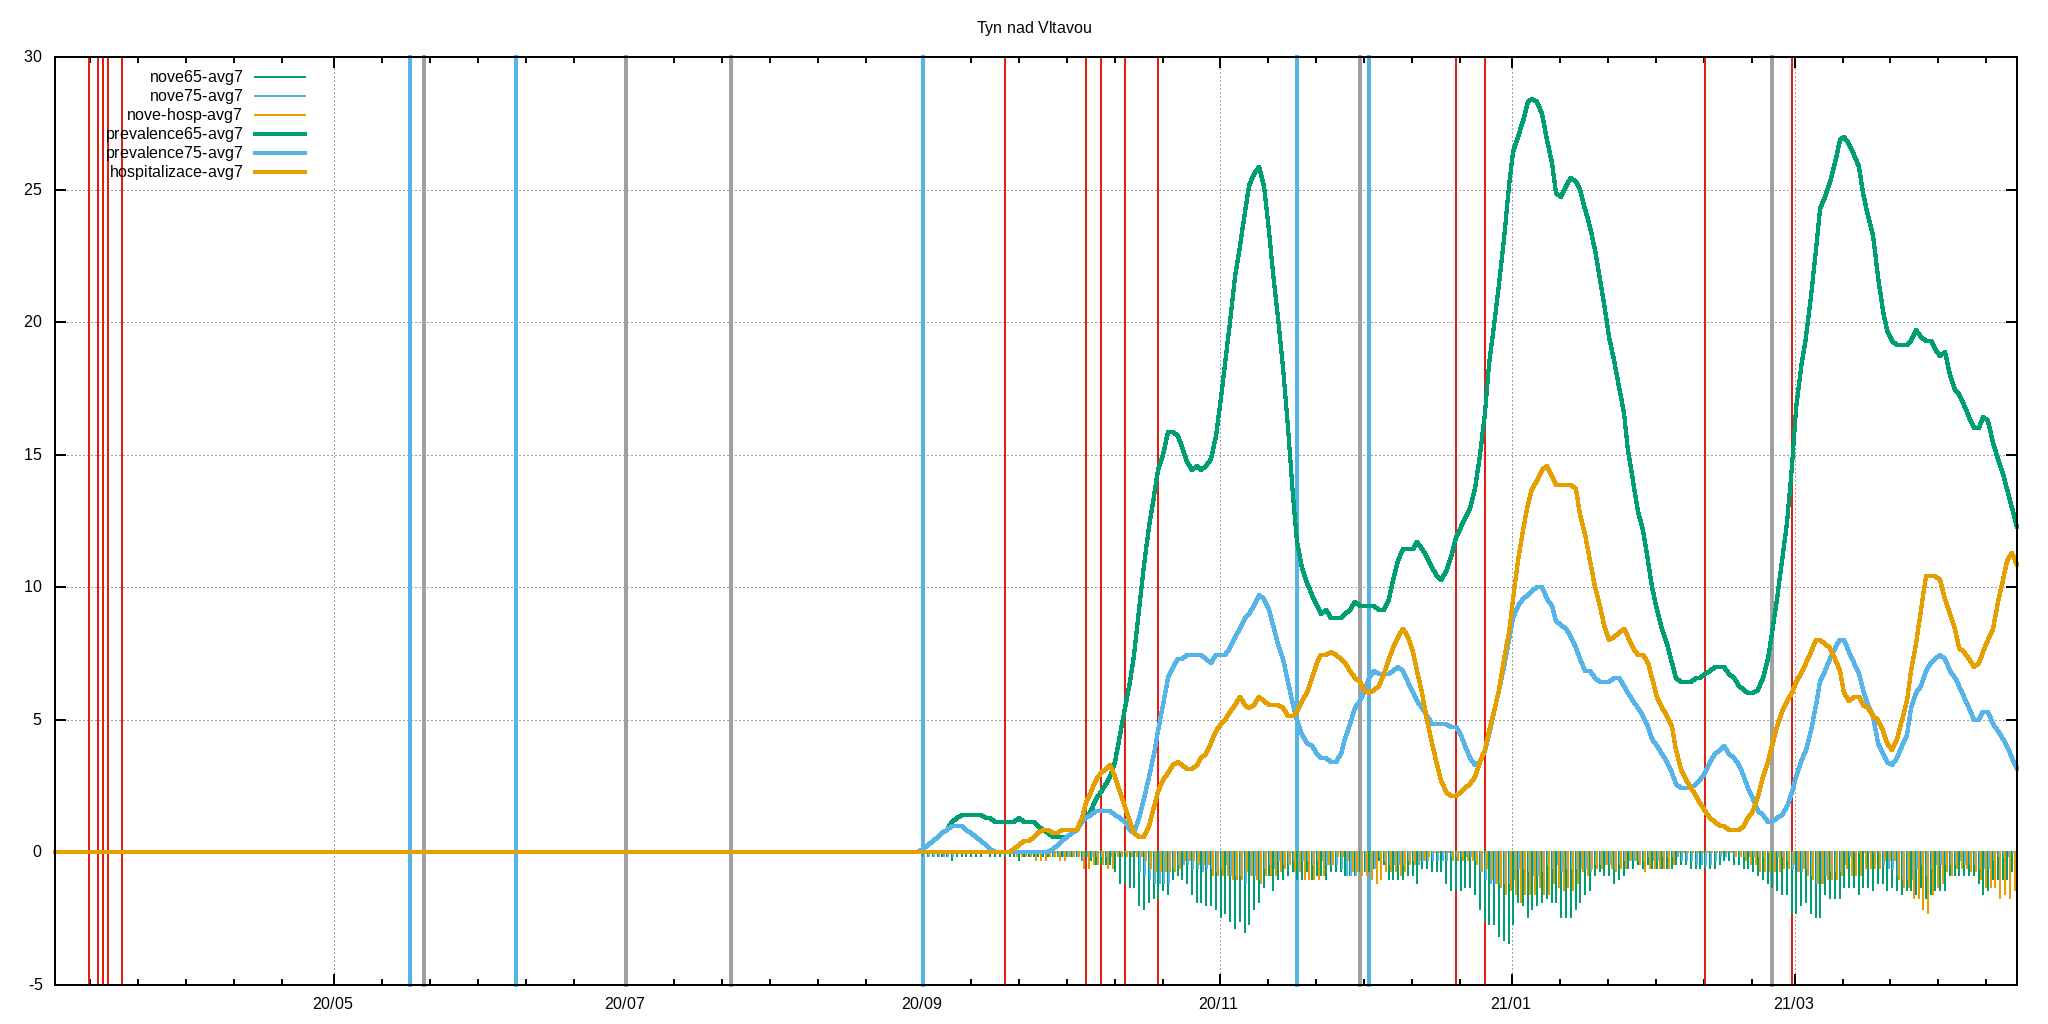 Tyn nad Vltavou
30
25
20
15
10
5
0
-5
nove65-avg7
nove75-avg7
nove-hosp-avg7
prevalence65-avg7
prevalence75-avg7
hospitalizace-avg7
20/05 20/07 20/09 20/11 21/01 21/03